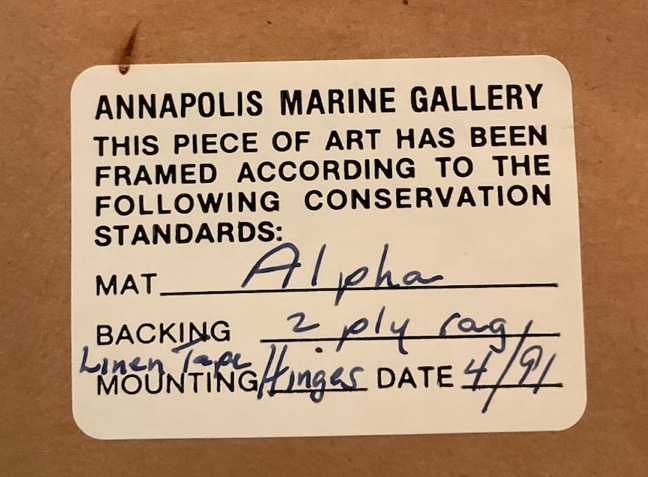 ANNAPOLIS MARINE GALLERY
THIS PIECE OF ART HAS BEEN
FRAMED ACCORDING TO THE
FOLLOWING CONSERVATION
STANDARDS:
MAT Alpha
BACKING 2 ply rag
Linen Tape
MOUNTING Hinges DATE 4/91